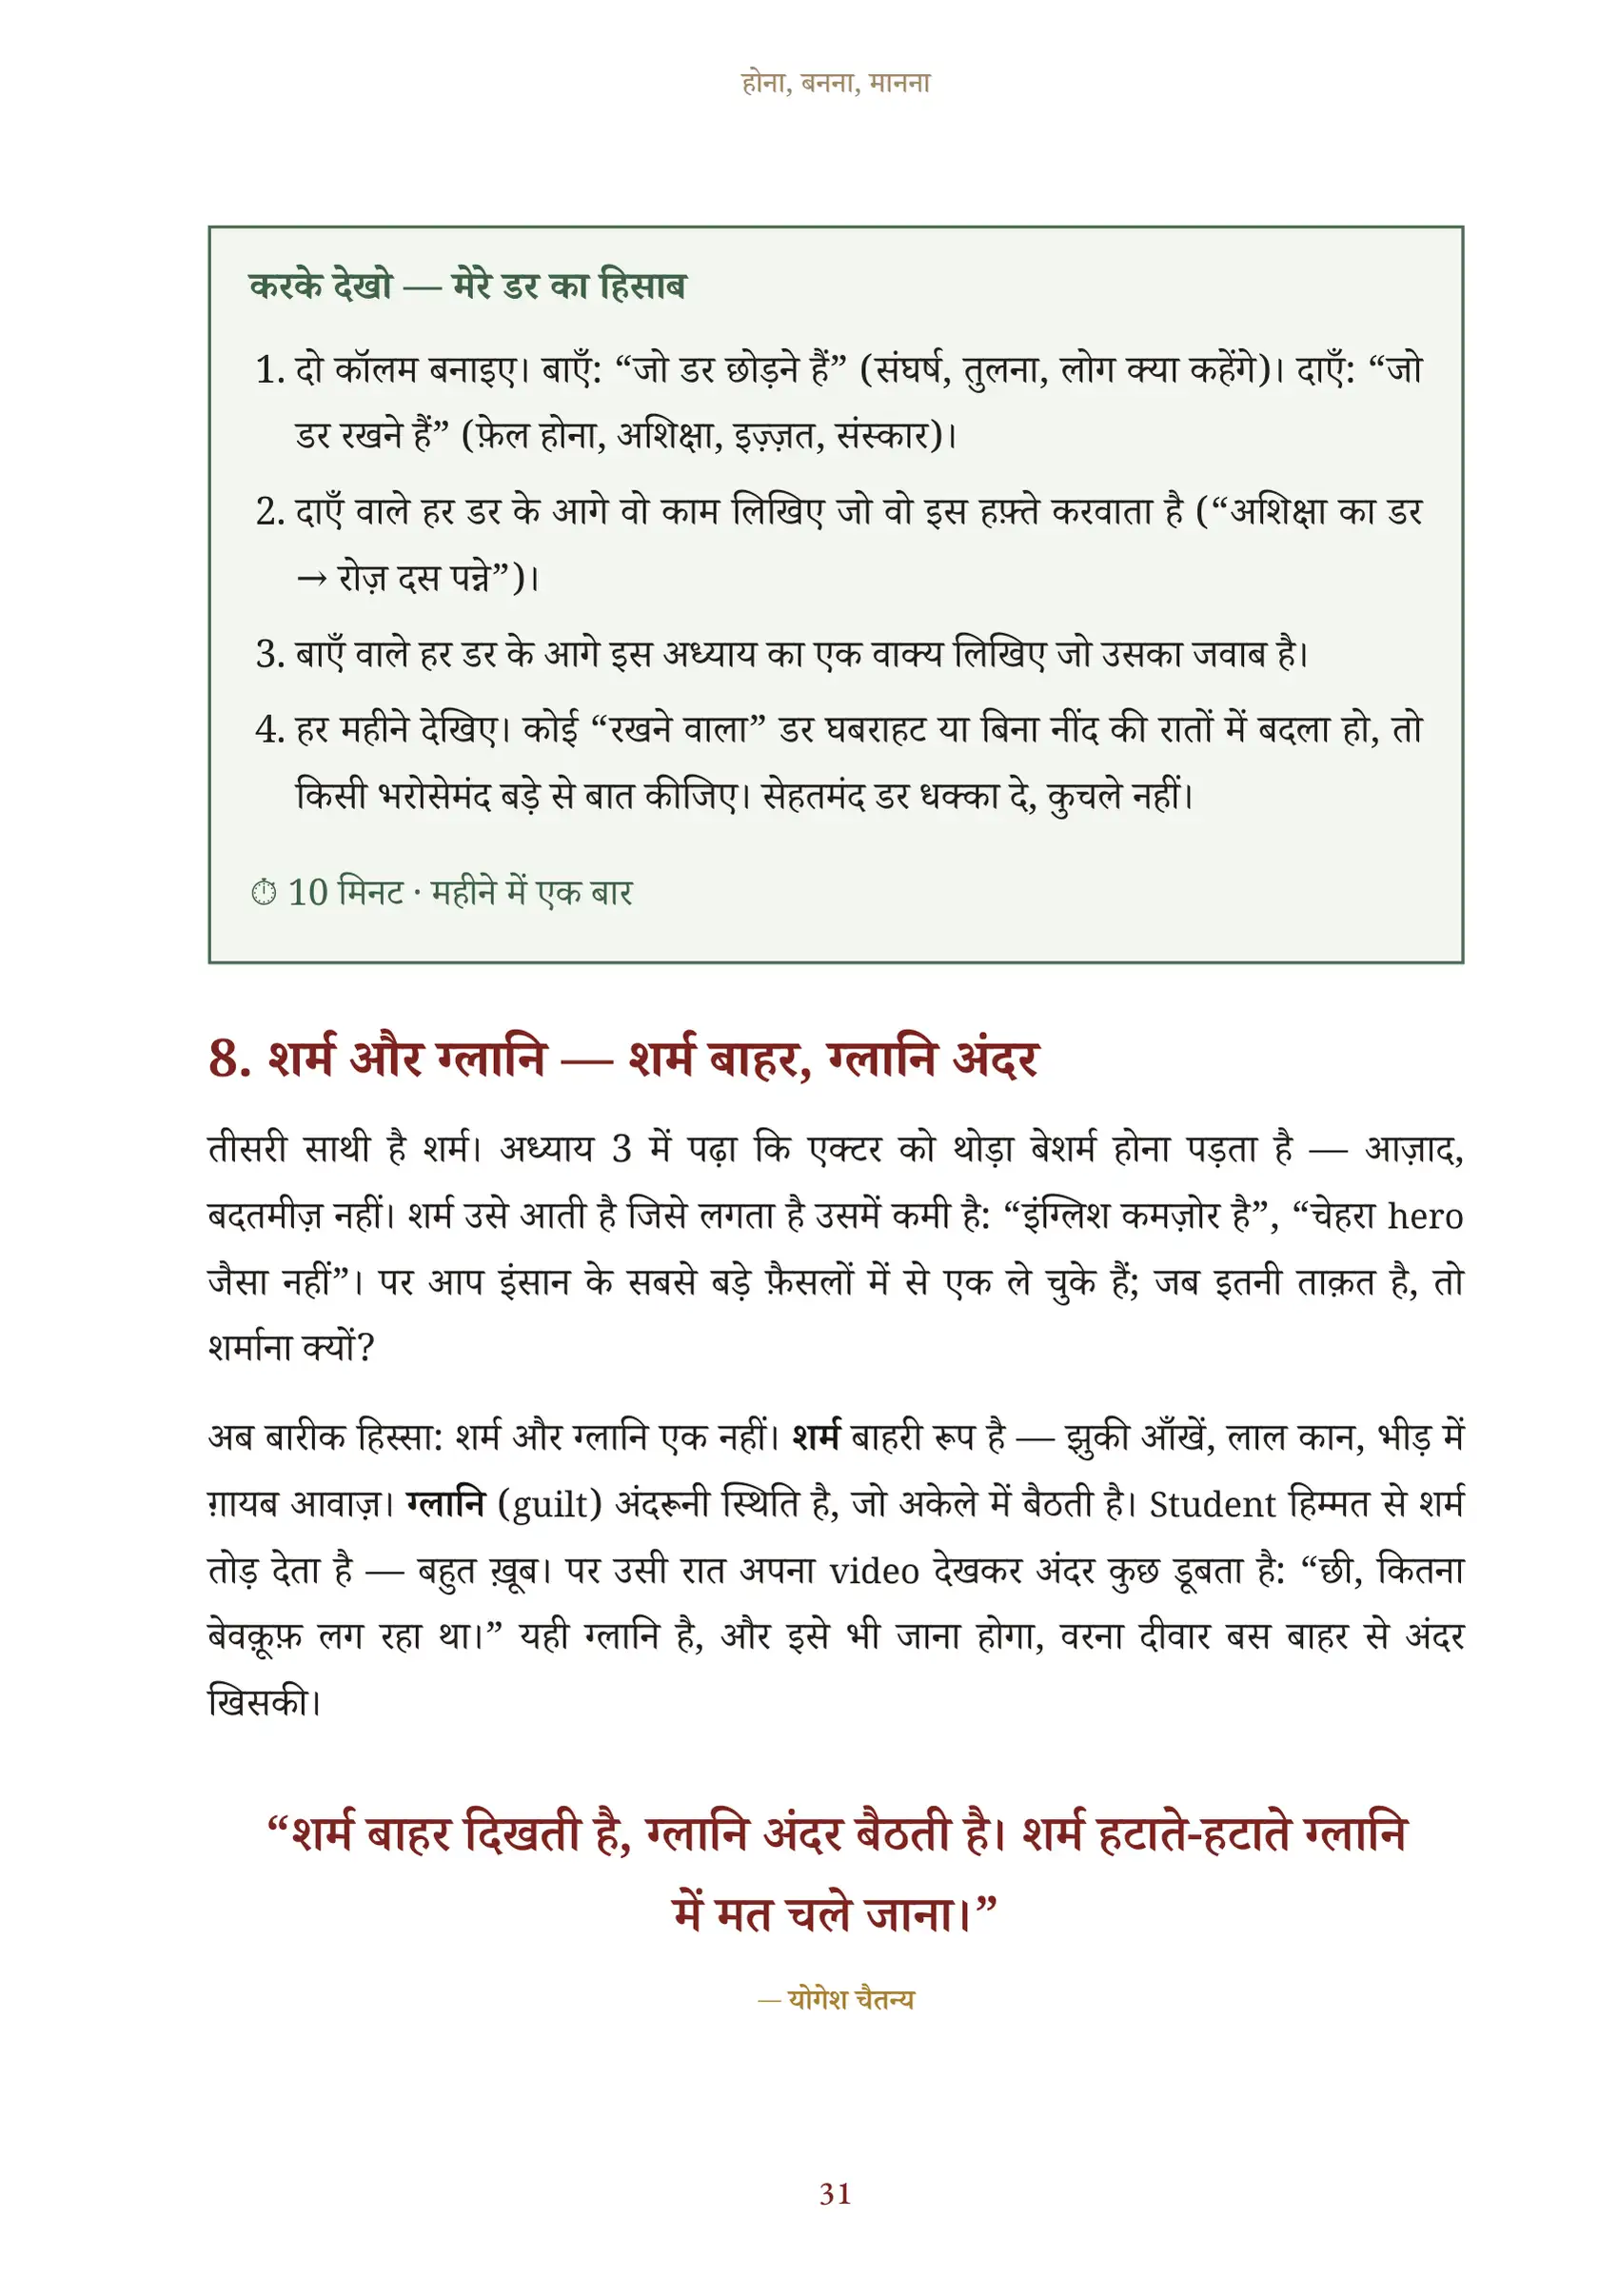 होना, बनना, मानना
करके देखो — मेरे डर का हिसाब
1. दो कॉलम बनाइए। बाएँ: “जो डर छोड़ने हैं” (संघर्ष, तुलना, लोग क्या कहेंगे)। दाएँ: “जो
डर रखने हैं” (फ़ेल होना, अशिक्षा, इज़्ज़त, संस्कार)।
2. दाएँ वाले हर डर के आगे वो काम लिखिए जो वो इस हफ़्ते करवाता है (“अशिक्षा का डर
→ रोज़ दस पन्ने”)।
3. बाएँ वाले हर डर के आगे इस अध्याय का एक वाक्य लिखिए जो उसका जवाब है।
4. हर महीने देखिए। कोई “रखने वाला” डर घबराहट या बिना नींद की रातों में बदला हो, तो
किसी भरोसेमंद बड़े से बात कीजिए। सेहतमंद डर धक्का दे, कुचले नहीं।
⏱ 10 मिनट · महीने में एक बार
8. शर्म और ग्लानि — शर्म बाहर, ग्लानि अंदर
तीसरी साथी है शर्म। अध्याय 3 में पढ़ा कि एक्टर को थोड़ा बेशर्म होना पड़ता है — आज़ाद,
बदतमीज़ नहीं। शर्म उसे आती है जिसे लगता है उसमें कमी है: “इंग्लिश कमज़ोर है”, “चेहरा hero
जैसा नहीं”। पर आप इंसान के सबसे बड़े फ़ैसलों में से एक ले चुके हैं; जब इतनी ताक़त है, तो
शर्माना क्यों?
अब बारीक हिस्सा: शर्म और ग्लानि एक नहीं। शर्म बाहरी रूप है — झुकी आँखें, लाल कान, भीड़ में
ग़ायब आवाज़। ग्लानि (guilt) अंदरूनी स्थिति है, जो अकेले में बैठती है। Student हिम्मत से शर्म
तोड़ देता है — बहुत ख़ूब। पर उसी रात अपना video देखकर अंदर कुछ डूबता है: “छी, कितना
बेवक़ूफ़ लग रहा था।” यही ग्लानि है, और इसे भी जाना होगा, वरना दीवार बस बाहर से अंदर
खिसकी।
“शर्म बाहर दिखती है, ग्लानि अंदर बैठती है। शर्म हटाते-हटाते ग्लानि
में मत चले जाना।”
— योगेश चैतन्य
31